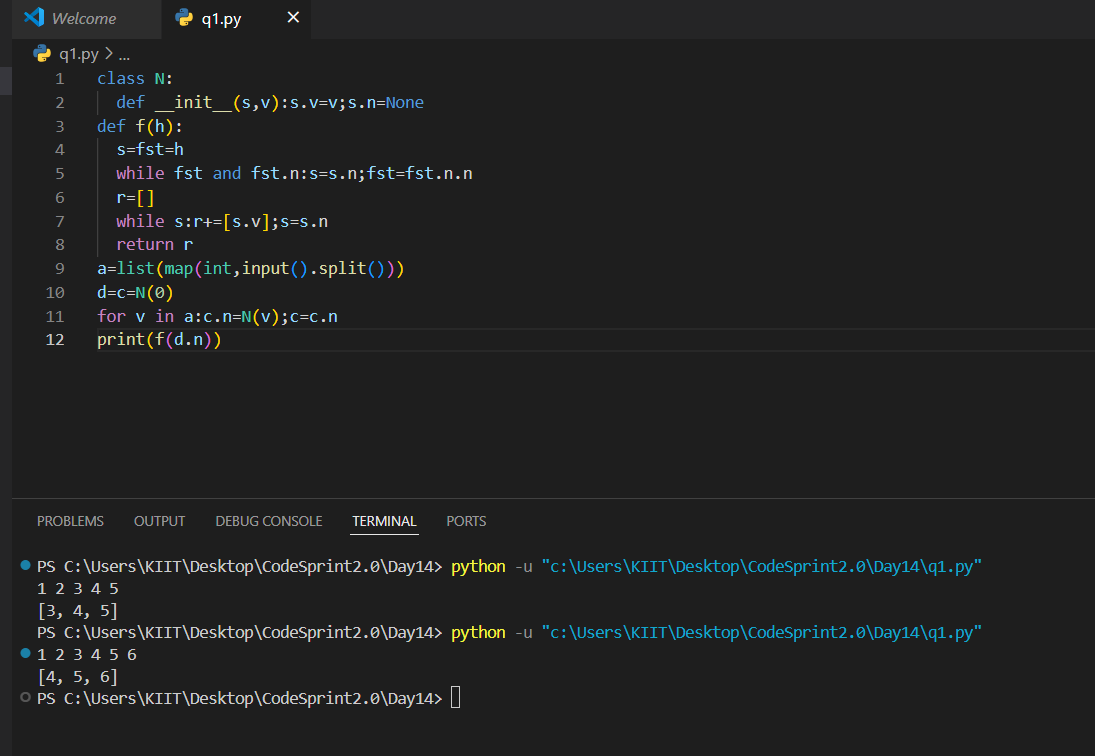 Welcome q1.py ×
q1.py > ...
1 class N:
2 def __init__(s,v):s.v=v;s.n=None
3 def f(h):
4 s=fst=h
5 while fst and fst.n:s=s.n;fst=fst.n.n
6 r=[]
7 while s:r+=[s.v];s=s.n
8 return r
9 a=list(map(int,input().split()))
10 d=c=N(0)
11 for v in a:c.n=N(v);c=c.n
12 print(f(d.n))
PROBLEMS OUTPUT DEBUG CONSOLE TERMINAL PORTS
PS C:\Users\KIIT\Desktop\CodeSprint2.0\Day14> python -u "c:\Users\KIIT\Desktop\CodeSprint2.0\Day14\q1.py"
1 2 3 4 5
[3, 4, 5]
PS C:\Users\KIIT\Desktop\CodeSprint2.0\Day14> python -u "c:\Users\KIIT\Desktop\CodeSprint2.0\Day14\q1.py"
1 2 3 4 5 6
[4, 5, 6]
PS C:\Users\KIIT\Desktop\CodeSprint2.0\Day14>